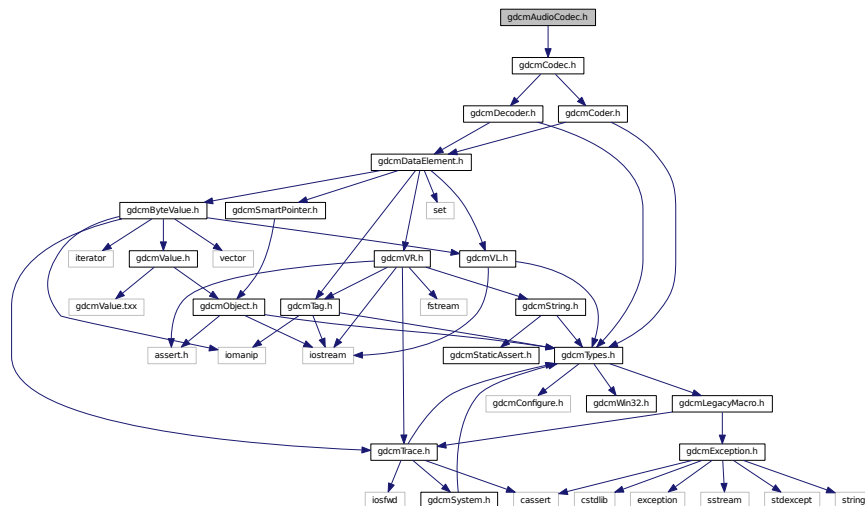 gdcmAudioCodec.h
gdcmCodec.h
gdcmDecoder.h
gdcmCoder.h
gdcmDataElement.h
gdcmByteValue.h
gdcmSmartPointer.h
set
iterator
gdcmValue.h
vector
gdcmVR.h
gdcmVL.h
gdcmValue.txx
gdcmObject.h
gdcmTag.h
fstream
gdcmString.h
assert.h
iomanip
iostream
gdcmStaticAssert.h
gdcmTypes.h
gdcmConfigure.h
gdcmWin32.h
gdcmLegacyMacro.h
gdcmTrace.h
gdcmException.h
iosfwd
gdcmSystem.h
cassert
cstdlib
exception
sstream
stdexcept
string